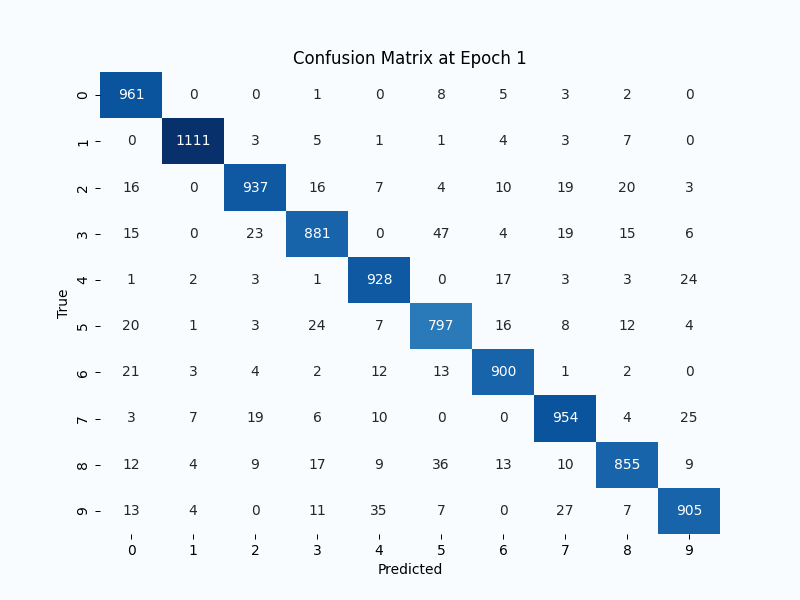 Confusion Matrix at Epoch 1
0 961 0 0 1 0 8 5 3 2 0
1 0 1111 3 5 1 1 4 3 7 0
2 16 0 937 16 7 4 10 19 20 3
3 15 0 23 881 0 47 4 19 15 6
4 1 2 3 1 928 0 17 3 3 24
5 20 1 3 24 7 797 16 8 12 4
6 21 3 4 2 12 13 900 1 2 0
7 3 7 19 6 10 0 0 954 4 25
8 12 4 9 17 9 36 13 10 855 9
9 13 4 0 11 35 7 0 27 7 905
True
0 1 2 3 4 5 6 7 8 9
Predicted